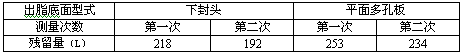 出脂底面型式 下封头 平面多孔板
测量次数 第一次 第二次 第一次 第二次
残留量（L） 218 192 253 234